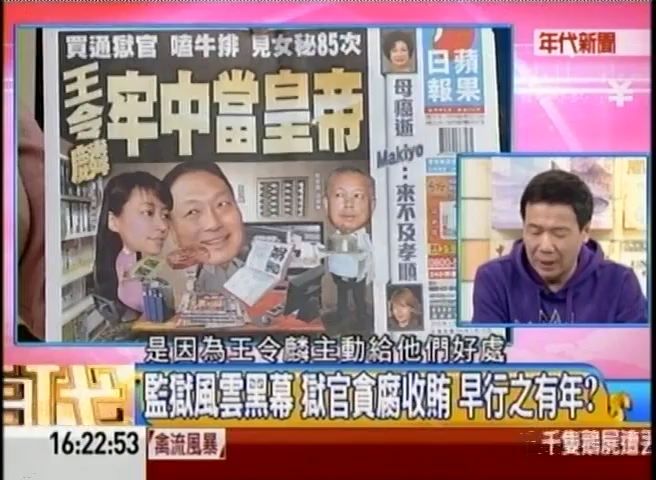 買通獄官 嗑牛排 見女秘85次
年代新聞
王令麟
牢中當皇帝
蘋果日報
母癌逝
Makiyo…來不及孝順
是因為王令麟主動給他們好處
監獄風雲黑幕 獄官貪腐收賄 早行之有年?
16:22:53
禽流風暴
千隻鵝屍遭丟